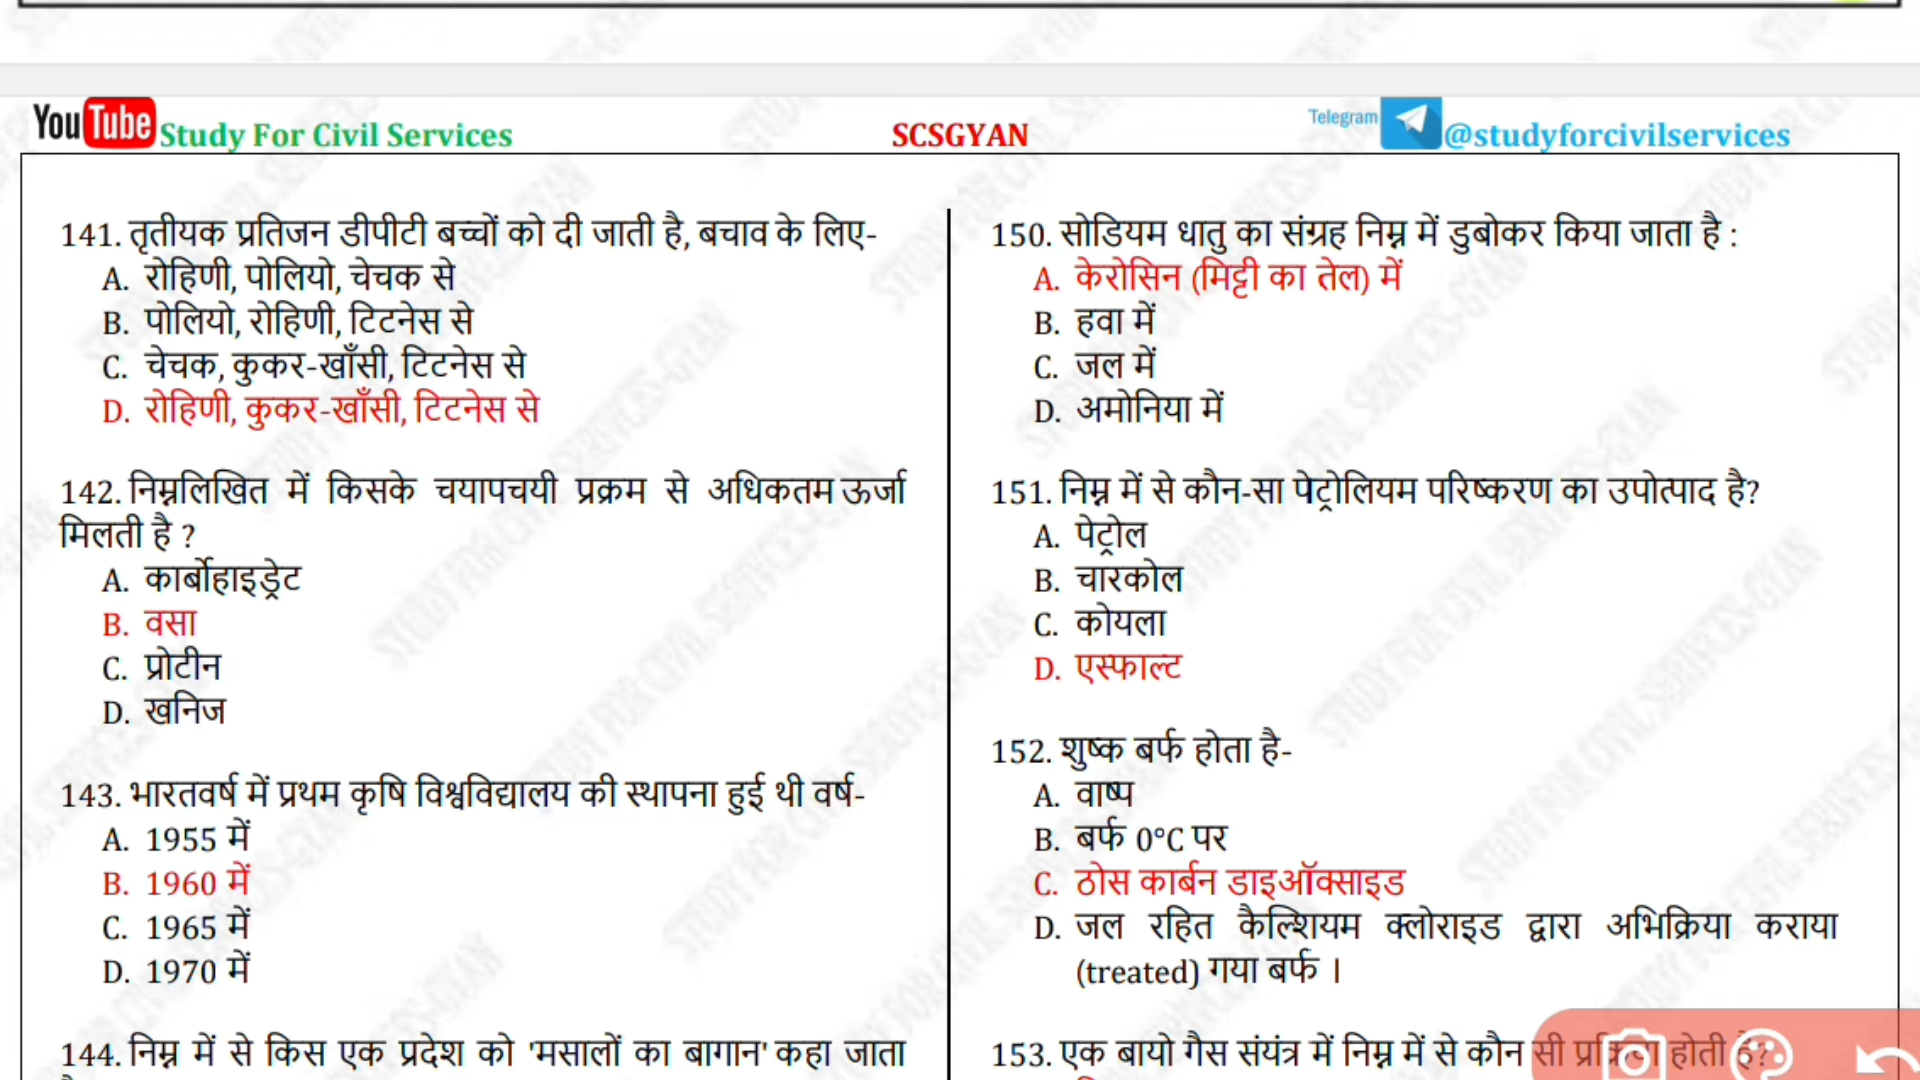 YouTube Study For Civil Services
SCSGYAN
Telegram @studyforcivilservices
141. तृतीयक प्रतिजन डीपीटी बच्चों को दी जाती है, बचाव के लिए-
A. रोहिणी, पोलियो, चेचक से
B. पोलियो, रोहिणी, टिटनेस से
C. चेचक, कुकर-खाँसी, टिटनेस से
D. रोहिणी, कुकर-खाँसी, टिटनेस से
142. निम्नलिखित में किसके चयापचयी प्रक्रम से अधिकतम ऊर्जा
मिलती है ?
A. कार्बोहाइड्रेट
B. वसा
C. प्रोटीन
D. खनिज
143. भारतवर्ष में प्रथम कृषि विश्वविद्यालय की स्थापना हुई थी वर्ष-
A. 1955 में
B. 1960 में
C. 1965 में
D. 1970 में
144. निम्न में से किस एक प्रदेश को 'मसालों का बागान' कहा जाता
150. सोडियम धातु का संग्रह निम्न में डुबोकर किया जाता है :
A. केरोसिन (मिट्टी का तेल) में
B. हवा में
C. जल में
D. अमोनिया में
151. निम्न में से कौन-सा पेट्रोलियम परिष्करण का उपोत्पाद है?
A. पेट्रोल
B. चारकोल
C. कोयला
D. एस्फाल्ट
152. शुष्क बर्फ होता है-
A. वाष्प
B. बर्फ 0°C पर
C. ठोस कार्बन डाइऑक्साइड
D. जल रहित कैल्शियम क्लोराइड द्वारा अभिक्रिया कराया
(treated) गया बर्फ ।
153. एक बायो गैस संयंत्र में निम्न में से कौन सी प्रक्रिया होती है?